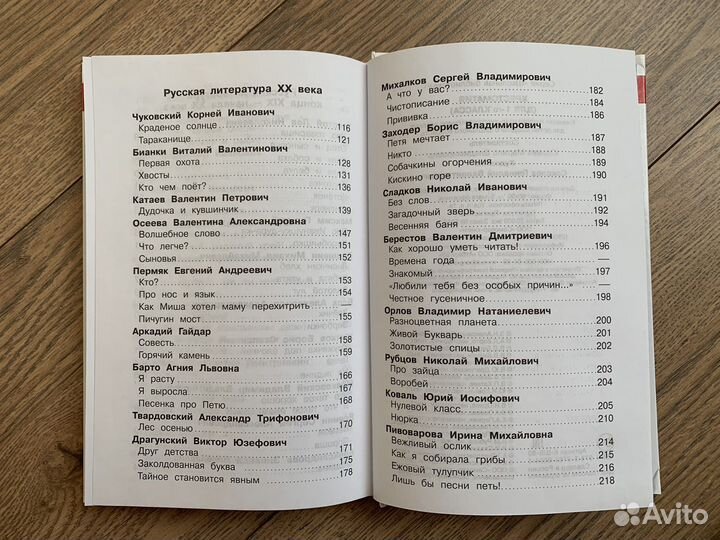 Русская литература XX века
Чуковский Корней Иванович
Краденое солнце 116
Тараканище 121
Бианки Виталий Валентинович
Первая охота 128
Хвосты 131
Кто чем поёт? 136
Катаев Валентин Петрович
Дудочка и кувшинчик 139
Осеева Валентина Александровна
Волшебное слово 147
Что легче? 151
Сыновья 152
Пермяк Евгений Андреевич
Кто? 153
Про нос и язык 154
Как Миша хотел маму перехитрить —
Пичугин мост 155
Аркадий Гайдар
Совесть 158
Горячий камень 159
Барто Агния Львовна
Я расту 166
Я выросла 167
Песенка про Петю 168
Твардовский Александр Трифонович
Лес осенью 170
Драгунский Виктор Юзефович
Друг детства 171
Заколдованная буква 175
Тайное становится явным 178
Михалков Сергей Владимирович
А что у вас? 182
Чистописание 184
Прививка 186
Заходер Борис Владимирович
Петя мечтает 187
Никто 188
Собачкины огорчения 189
Кискино горе 190
Сладков Николай Иванович
Без слов 191
Загадочный зверь 192
Весенняя баня 194
Берестов Валентин Дмитриевич
Как хорошо уметь читать! 196
Времена года —
Знакомый 197
«Любили тебя без особых причин...» —
Честное гусеничное 198
Орлов Владимир Натаниелевич
Разноцветная планета 200
Живой Букварь 201
Золотистые спицы 202
Рубцов Николай Михайлович
Про зайца 203
Воробей 204
Коваль Юрий Иосифович
Нулевой класс 205
Нюрка 210
Пивоварова Ирина Михайловна
Вежливый ослик 214
Как я собирала грибы 215
Ежовый тулупчик 216
Лишь бы песни петь! 218
Avito